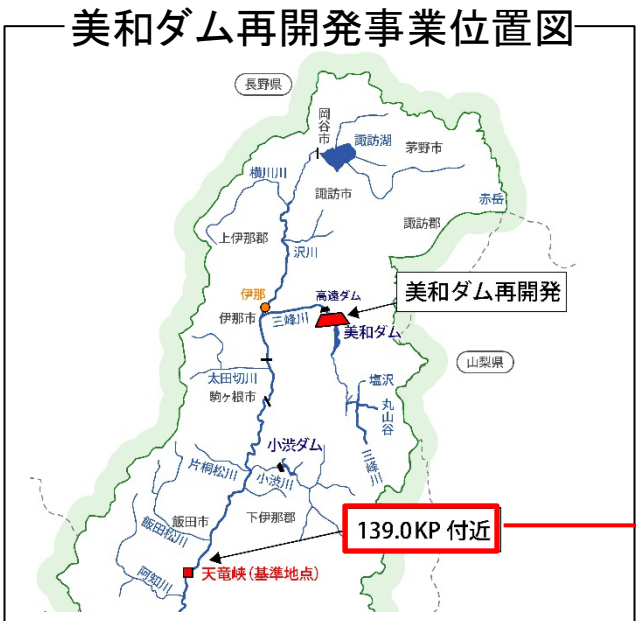 美和ダム再開発事業位置図
長野県
岡谷市
諏訪湖
茅野市
横川川
諏訪市
赤岳
諏訪郡
上伊那郡
沢川
伊那
高遠ダム
美和ダム再開発
伊那市
三峰川
美和ダム
山梨県
太田切川
塩沢
駒ヶ根市
丸山谷
小渋ダム
三峰川
片桐松川
小渋川
飯田市
下伊那郡
139.0KP 付近
飯田松川
阿知川
天竜峡(基準地点)